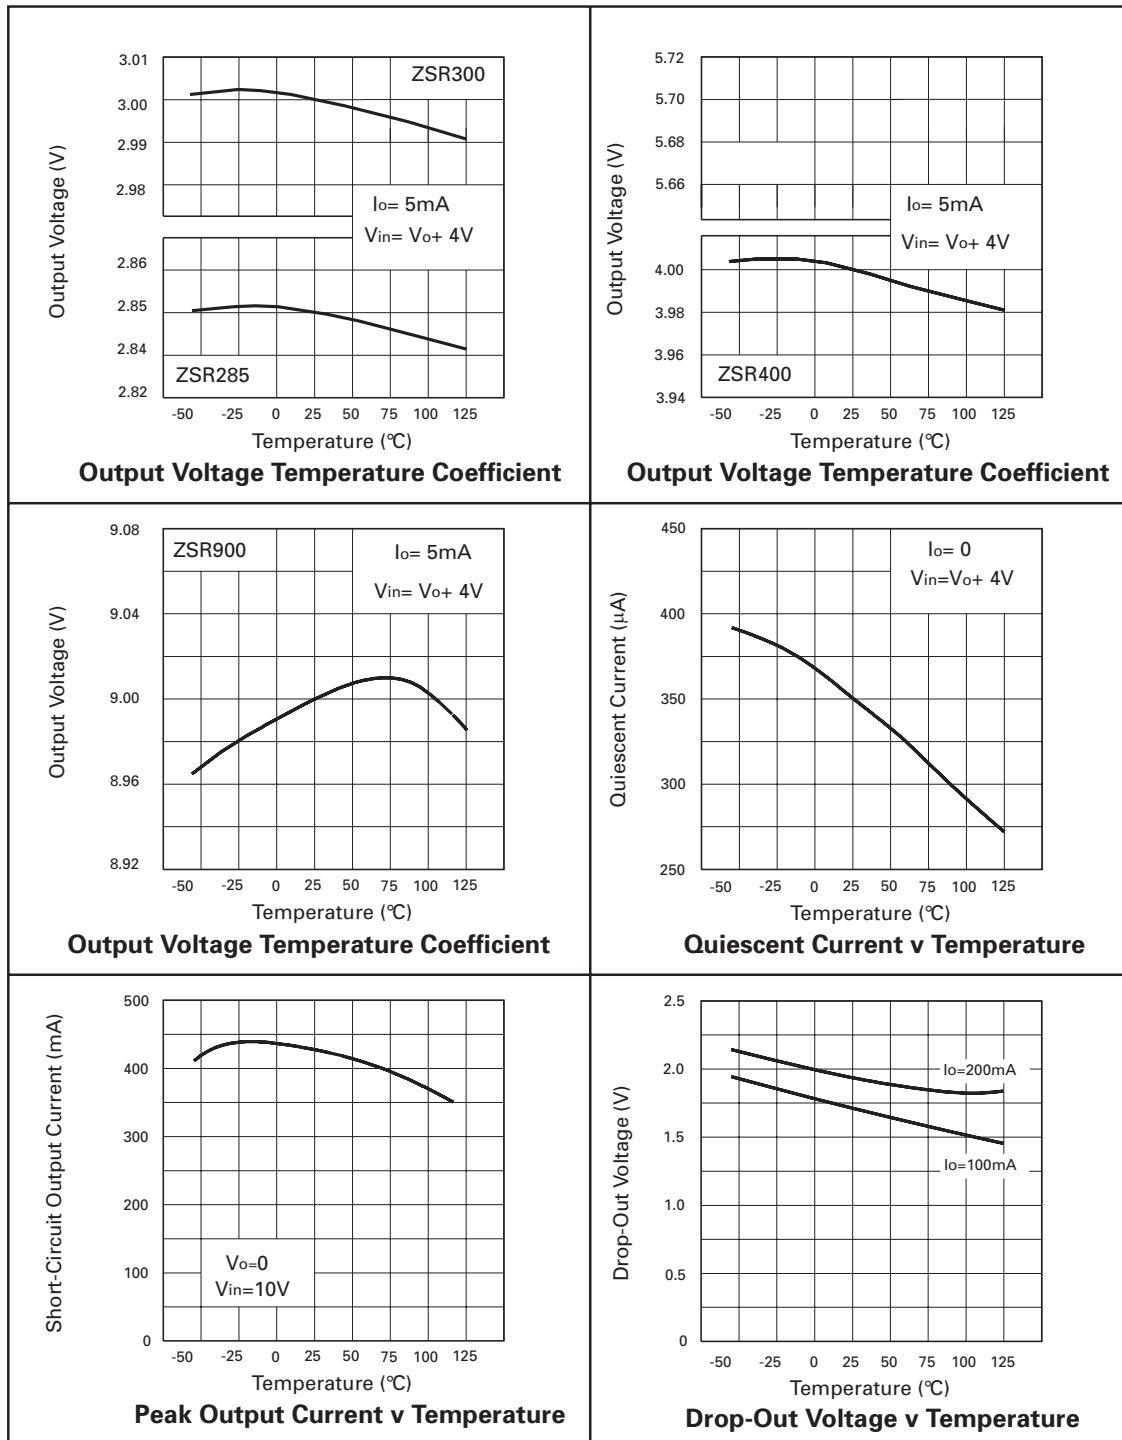 3.01
3.00
2.99
2.98
2.86
2.85
2.84
2.82
Output Voltage (V)
Output Voltage (V)
ZSR300
Io= 5mA
Vin= Vo+ 4V
ZSR285
-50 -25 0 25 50 75 100 125
Temperature (°C)
Output Voltage Temperature Coefficient
5.72
5.70
5.68
5.66
4.00
3.98
3.96
3.94
Output Voltage (V)
Output Voltage (V)
Io= 5mA
Vin= Vo+ 4V
ZSR400
-50 -25 0 25 50 75 100 125
Temperature (°C)
Output Voltage Temperature Coefficient
9.08
9.04
9.00
8.96
8.92
Output Voltage (V)
ZSR900
Io= 5mA
Vin= Vo+ 4V
-50 -25 0 25 50 75 100 125
Temperature (°C)
Output Voltage Temperature Coefficient
450
400
350
300
250
Quiescent Current (µA)
Io= 0
Vin=Vo+ 4V
-50 -25 0 25 50 75 100 125
Temperature (°C)
Quiescent Current v Temperature
500
400
300
200
100
0
Short-Circuit Output Current (mA)
Vo=0
Vin=10V
-50 -25 0 25 50 75 100 125
Temperature (°C)
Peak Output Current v Temperature
2.5
2.0
1.5
1.0
0.5
0
Drop-Out Voltage (V)
Io=200mA
Io=100mA
-50 -25 0 25 50 75 100 125
Temperature (°C)
Drop-Out Voltage v Temperature